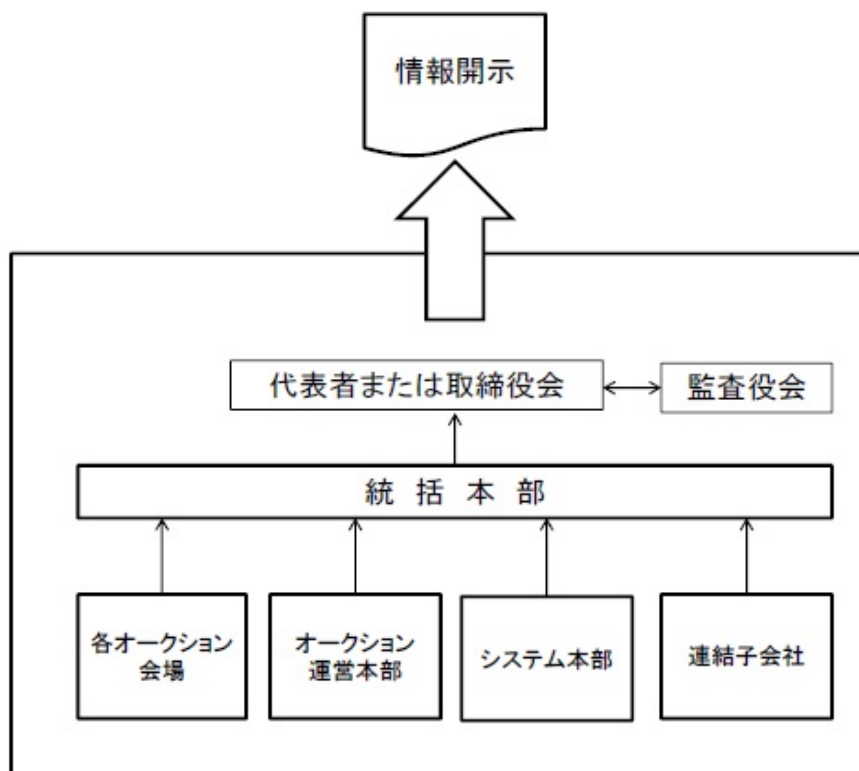 情報開示
代表者または取締役会
監査役会
統括本部
各オークション
会場
オークション
運営本部
システム本部
連結子会社